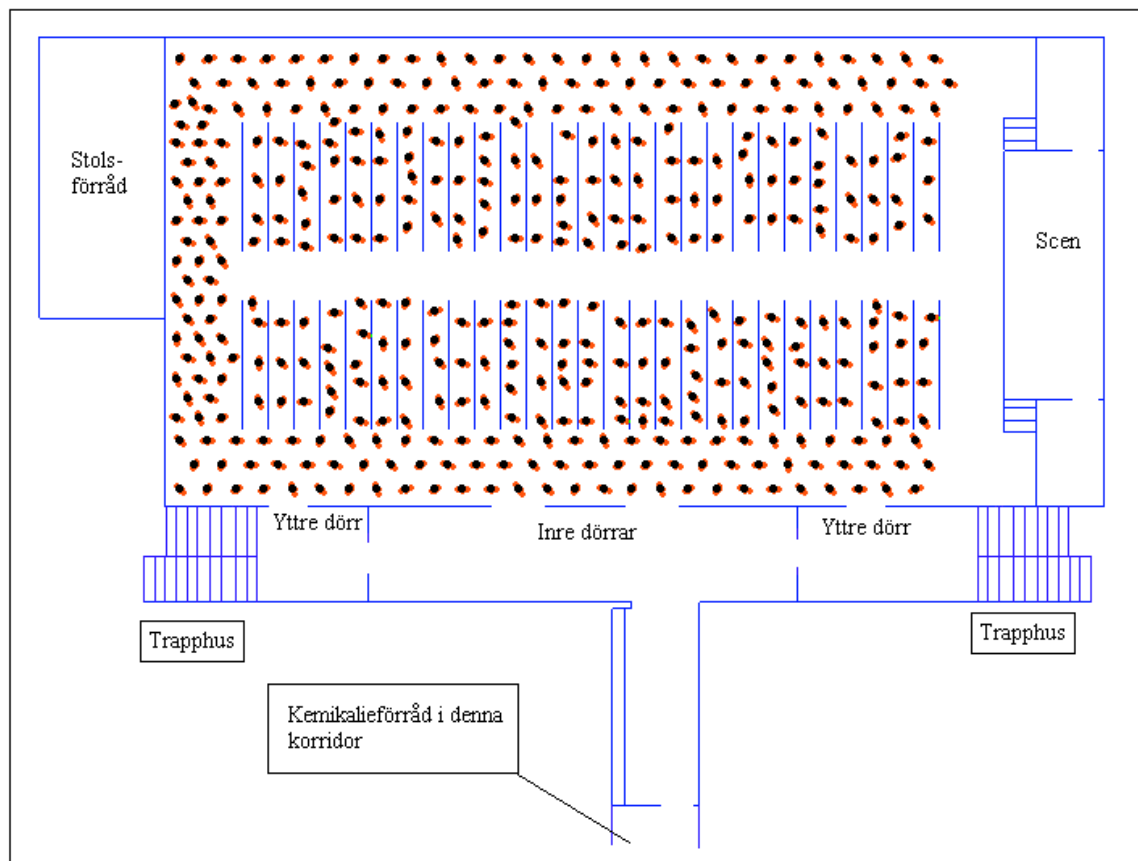 Stols-
förråd
Scen
Yttre dörr
Inre dörrar
Yttre dörr
Trapphus
Trapphus
Kemikalieförråd i denna
korridor